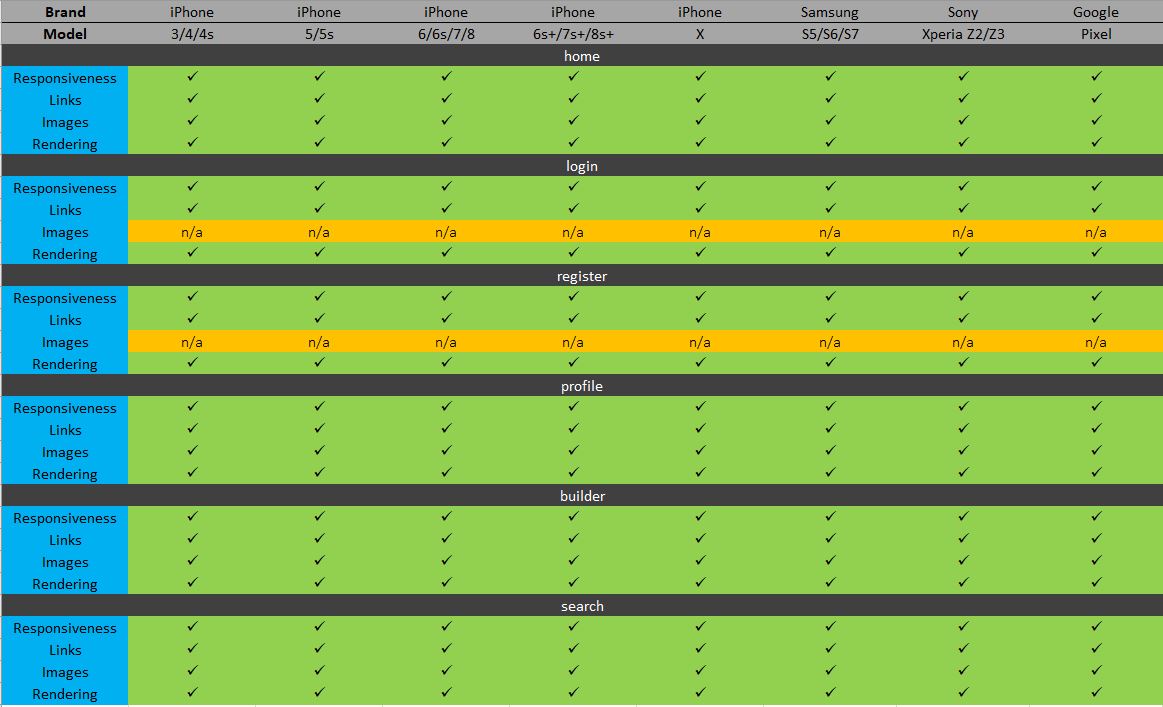 Brand iPhone iPhone iPhone iPhone iPhone Samsung Sony Google
Model 3/4/4s 5/5s 6/6s/7/8 6s+/7s+/8s+ X S5/S6/S7 Xperia Z2/Z3 Pixel
home
Responsiveness ✓ ✓ ✓ ✓ ✓ ✓ ✓ ✓
Links ✓ ✓ ✓ ✓ ✓ ✓ ✓ ✓
Images ✓ ✓ ✓ ✓ ✓ ✓ ✓ ✓
Rendering ✓ ✓ ✓ ✓ ✓ ✓ ✓ ✓
login
Responsiveness ✓ ✓ ✓ ✓ ✓ ✓ ✓ ✓
Links ✓ ✓ ✓ ✓ ✓ ✓ ✓ ✓
Images n/a n/a n/a n/a n/a n/a n/a n/a
Rendering ✓ ✓ ✓ ✓ ✓ ✓ ✓ ✓
register
Responsiveness ✓ ✓ ✓ ✓ ✓ ✓ ✓ ✓
Links ✓ ✓ ✓ ✓ ✓ ✓ ✓ ✓
Images n/a n/a n/a n/a n/a n/a n/a n/a
Rendering ✓ ✓ ✓ ✓ ✓ ✓ ✓ ✓
profile
Responsiveness ✓ ✓ ✓ ✓ ✓ ✓ ✓ ✓
Links ✓ ✓ ✓ ✓ ✓ ✓ ✓ ✓
Images ✓ ✓ ✓ ✓ ✓ ✓ ✓ ✓
Rendering ✓ ✓ ✓ ✓ ✓ ✓ ✓ ✓
builder
Responsiveness ✓ ✓ ✓ ✓ ✓ ✓ ✓ ✓
Links ✓ ✓ ✓ ✓ ✓ ✓ ✓ ✓
Images ✓ ✓ ✓ ✓ ✓ ✓ ✓ ✓
Rendering ✓ ✓ ✓ ✓ ✓ ✓ ✓ ✓
search
Responsiveness ✓ ✓ ✓ ✓ ✓ ✓ ✓ ✓
Links ✓ ✓ ✓ ✓ ✓ ✓ ✓ ✓
Images ✓ ✓ ✓ ✓ ✓ ✓ ✓ ✓
Rendering ✓ ✓ ✓ ✓ ✓ ✓ ✓ ✓